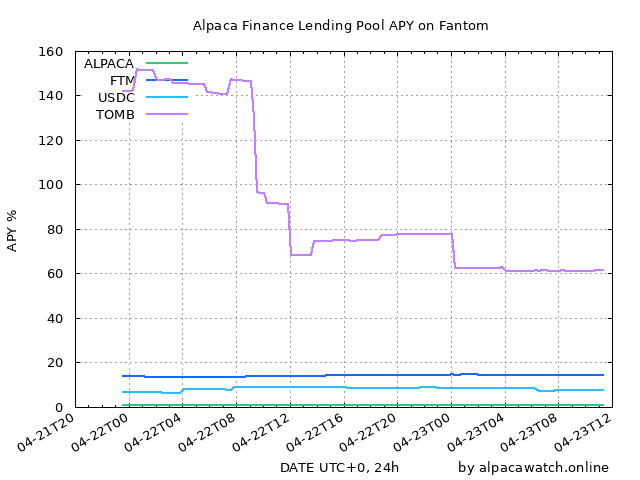 Alpaca Finance Lending Pool APY on Fantom
160
140
120
100
80
60
40
20
0
APY %
ALPACA
FTM
USDC
TOMB
04-21T20
04-22T00
04-22T04
04-22T08
04-22T12
04-22T16
04-22T20
04-23T00
04-23T04
04-23T08
04-23T12
DATE UTC+0, 24h
by alpacawatch.online